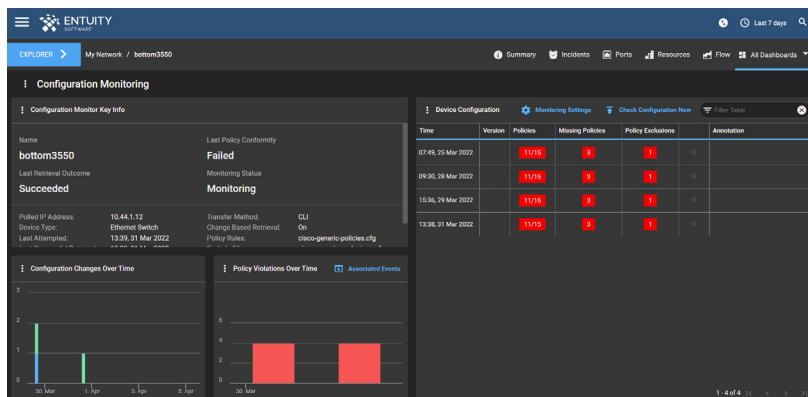 ENTUITY
SOFTWARE
Last 7 days
EXPLORER
My Network / bottom3550
Summary
Incidents
Ports
Resources
Flow
All Dashboards
Configuration Monitoring
Configuration Monitor Key Info
Name
bottom3550
Last Policy Conformity
Failed
Last Retrieval Outcome
Succeeded
Monitoring Status
Monitoring
Polled IP Address: 10.44.1.12
Device Type: Ethernet Switch
Last Attempted: 13:39, 31 Mar 2022
Transfer Method: CLI
Change Based Retrieval: On
Policy Rules: cisco-generic-policies.cfg
Device Configuration
Monitoring Settings
Check Configuration Now
Filter Table
Time Version Policies Missing Policies Policy Exclusions Annotation
07:49, 25 Mar 2022 11/15 3 1
09:30, 28 Mar 2022 11/15 3 1
15:36, 29 Mar 2022 11/15 3 1
13:38, 31 Mar 2022 11/15 3 1
1 - 4 of 4
Configuration Changes Over Time
3
2
1
0
30. Mar 1. Apr 3. Apr 5. Apr
Policy Violations Over Time
Associated Events
6
4
2
0
30. Mar